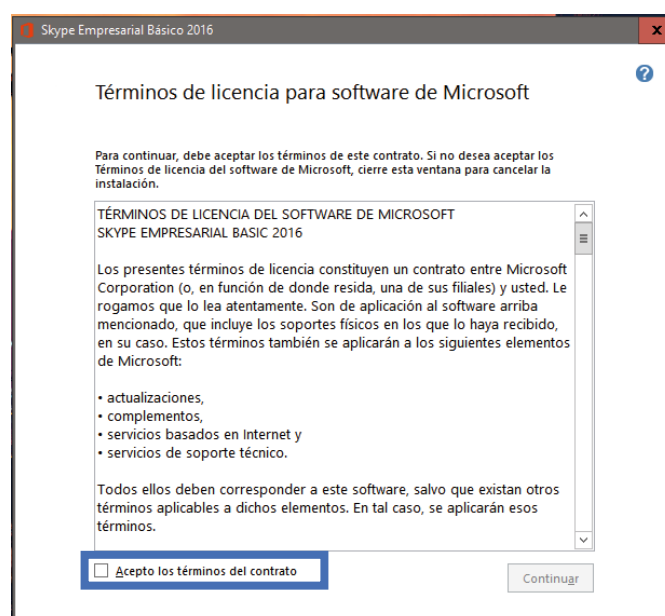 Skype Empresarial Básico 2016
Términos de licencia para software de Microsoft
Para continuar, debe aceptar los términos de este contrato. Si no desea aceptar los
Términos de licencia del software de Microsoft, cierre esta ventana para cancelar la
instalación.
TÉRMINOS DE LICENCIA DEL SOFTWARE DE MICROSOFT
SKYPE EMPRESARIAL BASIC 2016
Los presentes términos de licencia constituyen un contrato entre Microsoft
Corporation (o, en función de donde resida, una de sus filiales) y usted. Le
rogamos que lo lea atentamente. Son de aplicación al software arriba
mencionado, que incluye los soportes físicos en los que lo haya recibido,
en su caso. Estos términos también se aplicarán a los siguientes elementos
de Microsoft:
• actualizaciones,
• complementos,
• servicios basados en Internet y
• servicios de soporte técnico.
Todos ellos deben corresponder a este software, salvo que existan otros
términos aplicables a dichos elementos. En tal caso, se aplicarán esos
términos.
Acepto los términos del contrato
Continuar